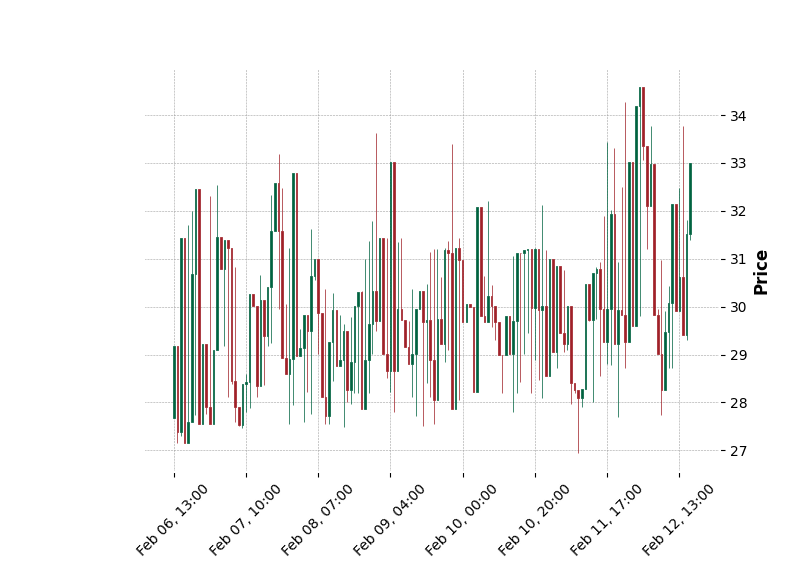 34
33
32
31
30
29
28
27
Price
Feb 06, 13:00
Feb 07, 10:00
Feb 08, 07:00
Feb 09, 04:00
Feb 10, 00:00
Feb 10, 20:00
Feb 11, 17:00
Feb 12, 13:00